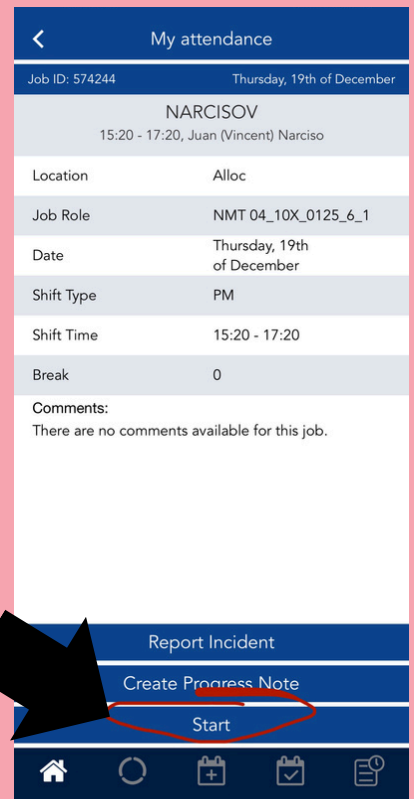 My attendance
Job ID: 574244 Thursday, 19th of December
NARCISOV
15:20 - 17:20, Juan (Vincent) Narciso
Location Alloc
Job Role NMT 04_10X_0125_6_1
Date Thursday, 19th
of December
Shift Type PM
Shift Time 15:20 - 17:20
Break 0
Comments:
There are no comments available for this job.
Report Incident
Create Progress Note
Start